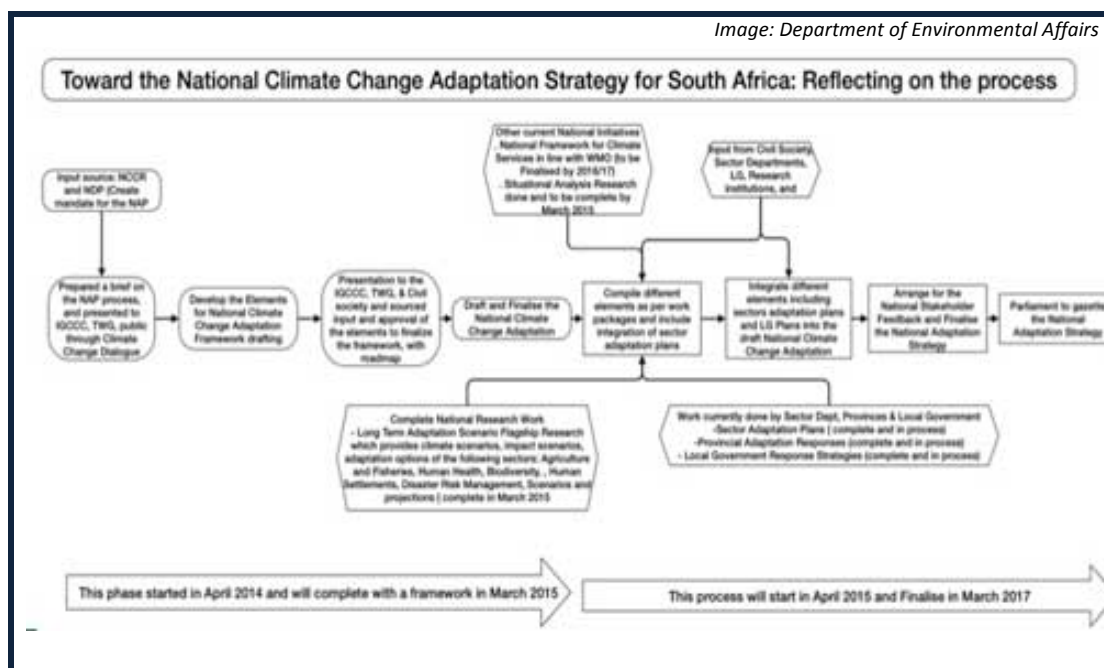 Image: Department of Environmental Affairs
Toward the National Climate Change Adaptation Strategy for South Africa: Reflecting on the process
Other current National Initiatives
. National Framework for Climate
Services in line with WMO (to be
Finalised by 2016/17)
. Situational Analysis Research
done and to be complete by
March 2015
Input from Civil Society,
Sector Departments,
LG, Research
Institutions, and
Input source: NCCR
and NDP (Create
mandate for the NAP
Prepared a brief on
the NAP process,
and presented to
IGCCC, TWG, public
through Climate
Change Dialogue
Develop the Elements
for National Climate
Change Adaptation
Framework drafting
Presentation to the
IGCCC, TWG, & Civil
society and sourced
input and approval of
the elements to finalize
the framework, with
roadmap
Draft and Finalise the
National Climate
Change Adaptation
Compile different
elements as per work
packages and include
integration of sector
adaptation plans
Integrate different
elements including
sectors adaptation plans
and LG Plans into the
draft National Climate
Change Adaptation
Arrange for the
National Stakeholder
Feedback and Finalise
the National Adaptation
Strategy
Parliament to gazette
the National
Adaptation Strategy
Complete National Research Work
- Long Term Adaptation Scenario Flagship Research
which provides climate scenarios, Impact scenarios,
adaptation options of the following sectors: Agriculture
and Fisheries, Human Health, Biodiversity, , Human
Settlements, Disaster Risk Management, Scenarios and
projections ( complete in March 2015
Work currently done by Sector Dept, Provinces & Local Government
-Sector Adaptation Plans ( complete and in process)
-Provincial Adaptation Responses (complete and in process)
- Local Government Response Strategies (complete and in process)
This phase started in April 2014 and will complete with a framework in March 2015
This process will start in April 2015 and Finalise in March 2017